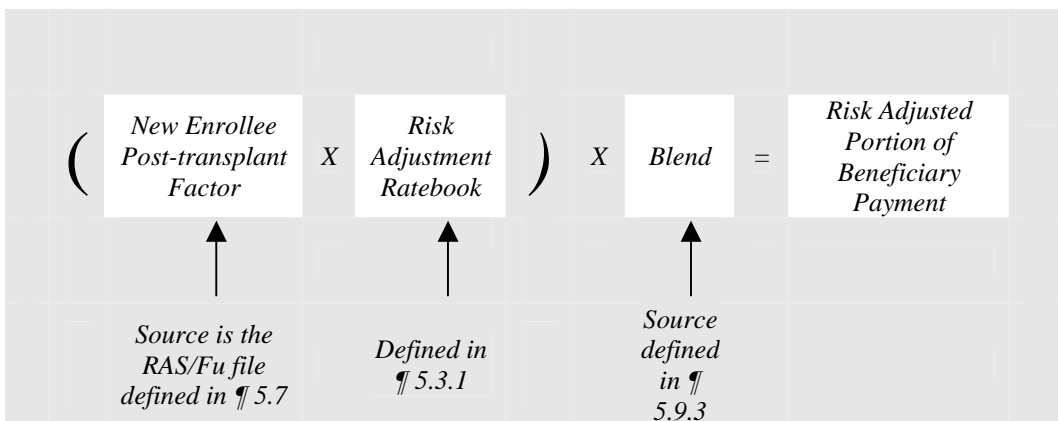 ( New Enrollee Post-transplant Factor X Risk Adjustment Ratebook ) X Blend = Risk Adjusted Portion of Beneficiary Payment
Source is the
RAS/Fu file
defined in ¶ 5.7
Defined in
¶ 5.3.1
Source
defined
in ¶
5.9.3